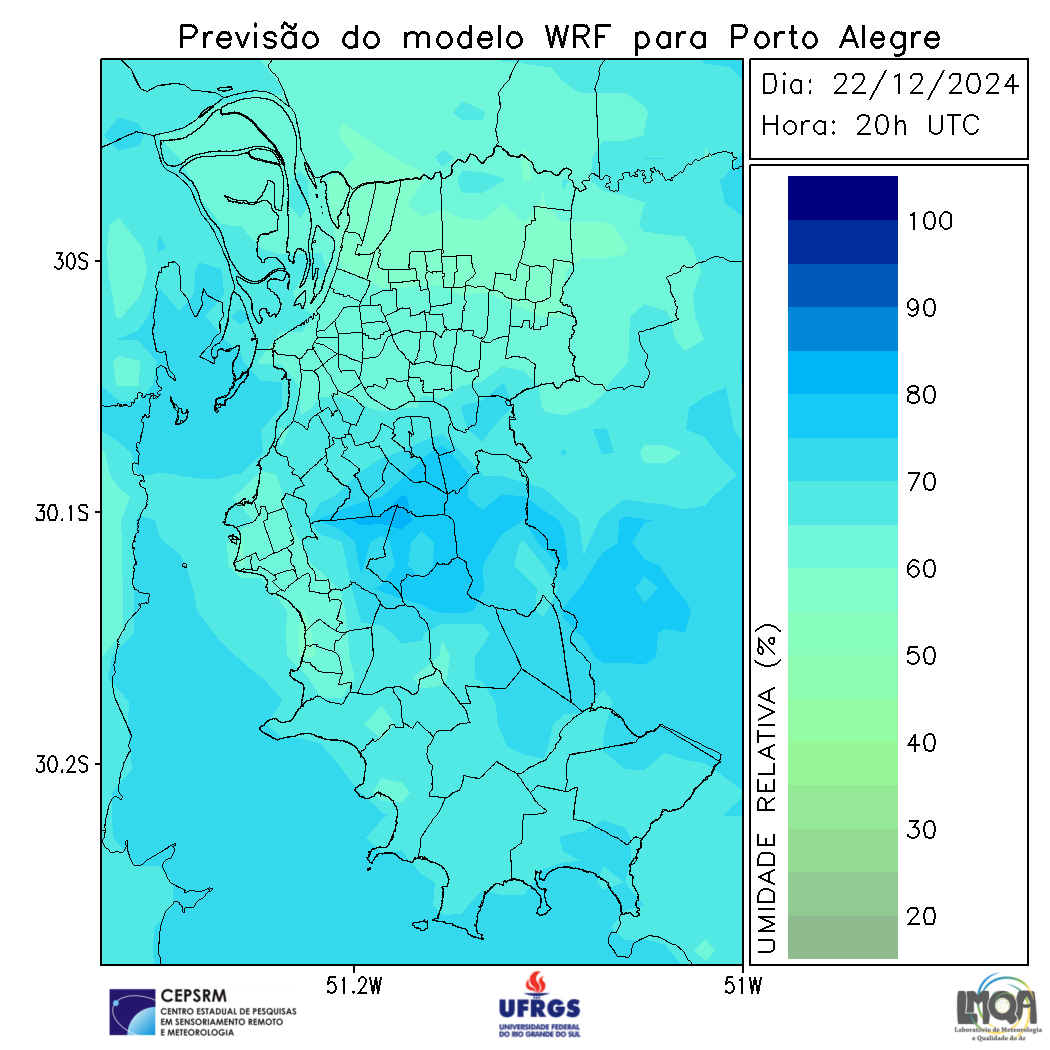 Previsão do modelo WRF para Porto Alegre
Dia: 22/12/2024
Hora: 20h UTC
100
90
80
70
60
50
40
30
20
UMIDADE RELATIVA (%)
30S
30.1S
30.2S
51.2W
51W
CEPSRM
CENTRO ESTADUAL DE PESQUISAS
EM SENSORIAMENTO REMOTO
E METEOROLOGIA
UFRGS
UNIVERSIDADE FEDERAL
DO RIO GRANDE DO SUL
LMQA
Laboratório de Meteorologia
e Qualidade do Ar